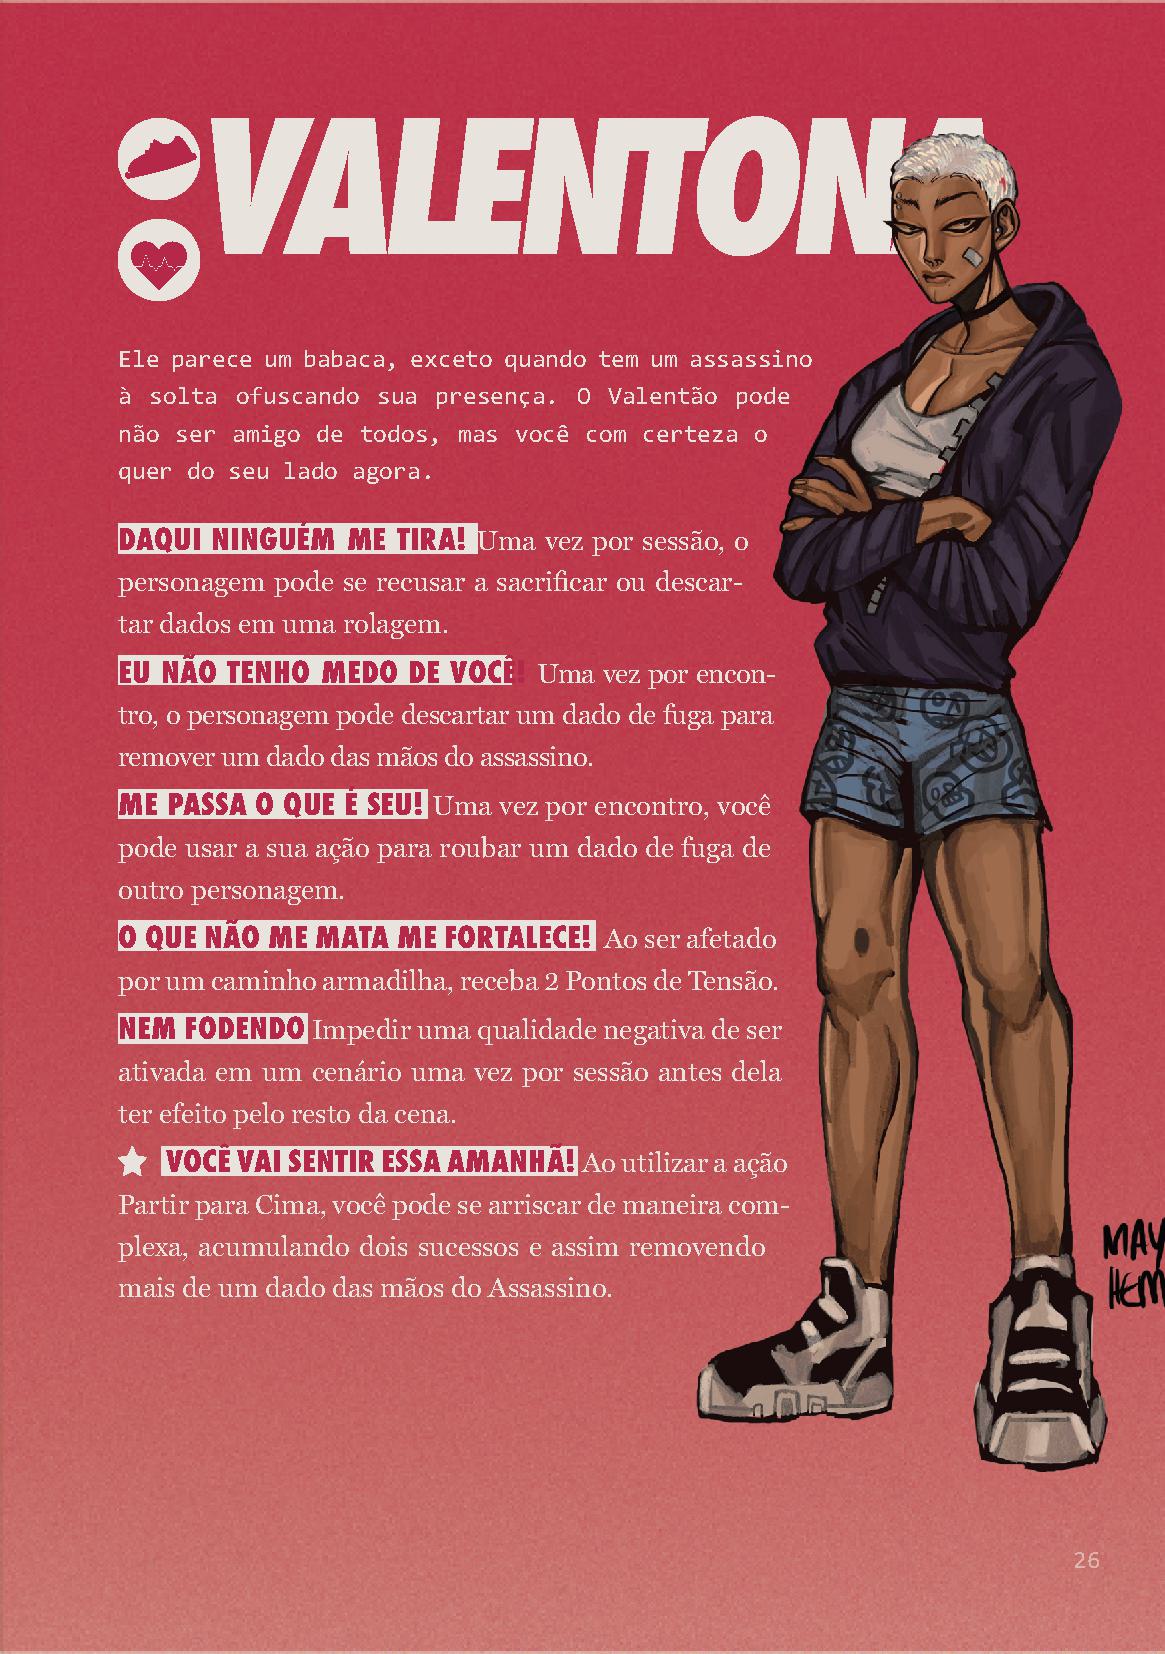 VALENTONA
Ele parece um babaca, exceto quando tem um assassino
à solta ofuscando sua presença. O Valentão pode
não ser amigo de todos, mas você com certeza o
quer do seu lado agora.
DAQUI NINGUÉM ME TIRA! Uma vez por sessão, o
personagem pode se recusar a sacrificar ou descar-
tar dados em uma rolagem.
EU NÃO TENHO MEDO DE VOCÊ! Uma vez por encon-
tro, o personagem pode descartar um dado de fuga para
remover um dado das mãos do assassino.
ME PASSA O QUE É SEU! Uma vez por encontro, você
pode usar a sua ação para roubar um dado de fuga de
outro personagem.
O QUE NÃO ME MATA ME FORTALECE! Ao ser afetado
por um caminho armadilha, receba 2 Pontos de Tensão.
NEM FODENDO Impedir uma qualidade negativa de ser
ativada em um cenário uma vez por sessão antes dela
ter efeito pelo resto da cena.
VOCÊ VAI SENTIR ESSA AMANHÃ! Ao utilizar a ação
Partir para Cima, você pode se arriscar de maneira com-
plexa, acumulando dois sucessos e assim removendo
mais de um dado das mãos do Assassino.
MAY
HEM
26